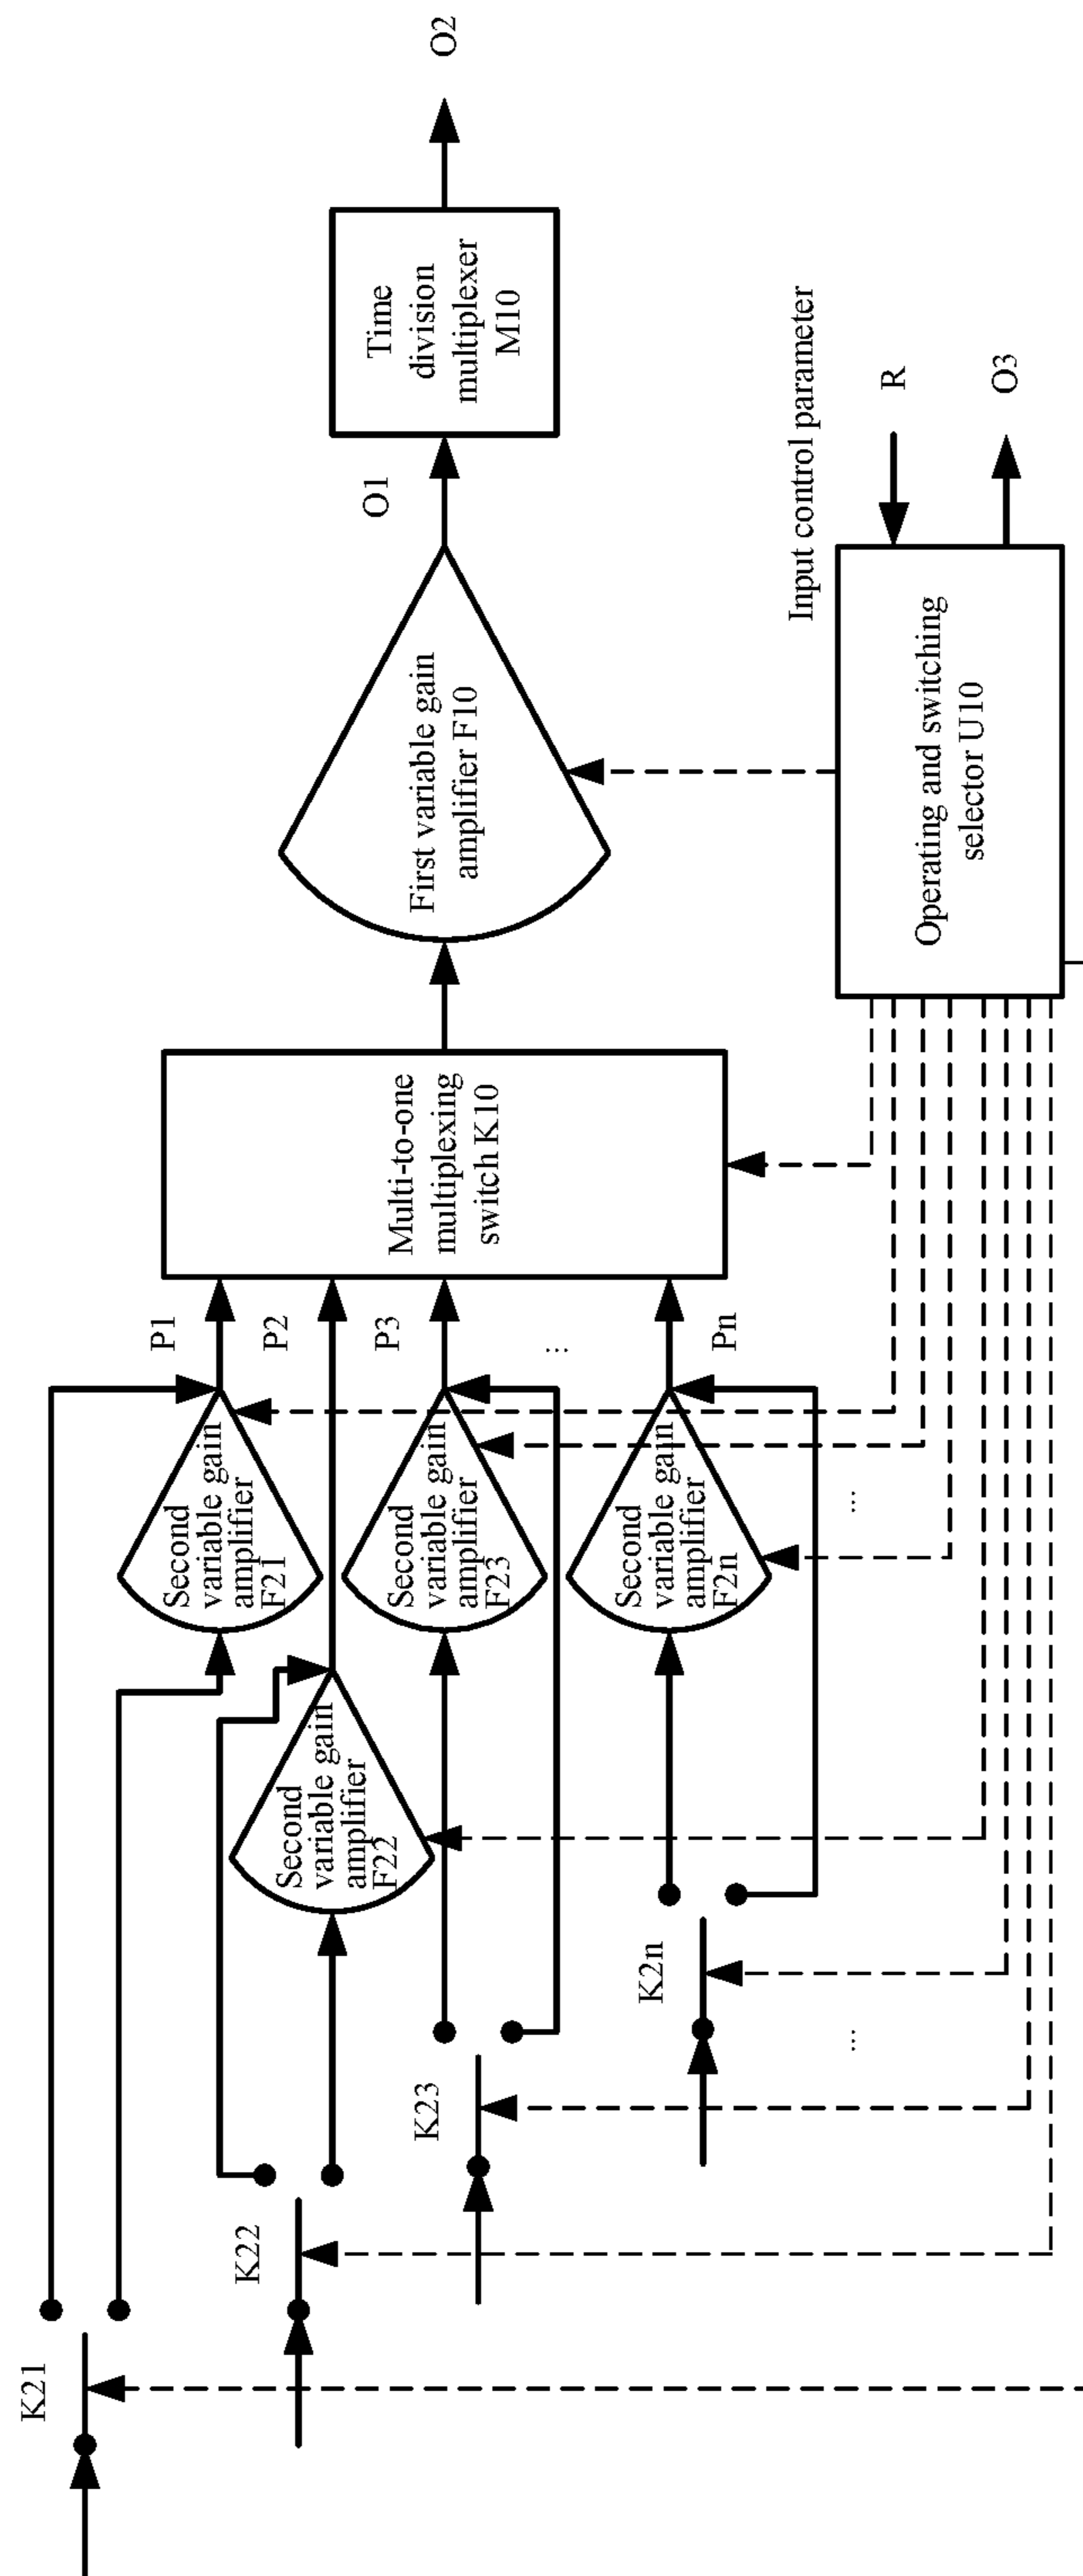 K21
K22
K23
K2n
...
Second
variable gain
amplifier
F21
Second
variable gain
amplifier
F22
Second
variable gain
amplifier
F23
Second
variable gain
amplifier
F2n
...
P1
P2
P3
...
Pn
Multi-to-one
multiplexing
switch K10
First variable gain
amplifier F10
O1
Time
division
multiplexer
M10
O2
Operating and switching
selector U10
Input control parameter
R
O3